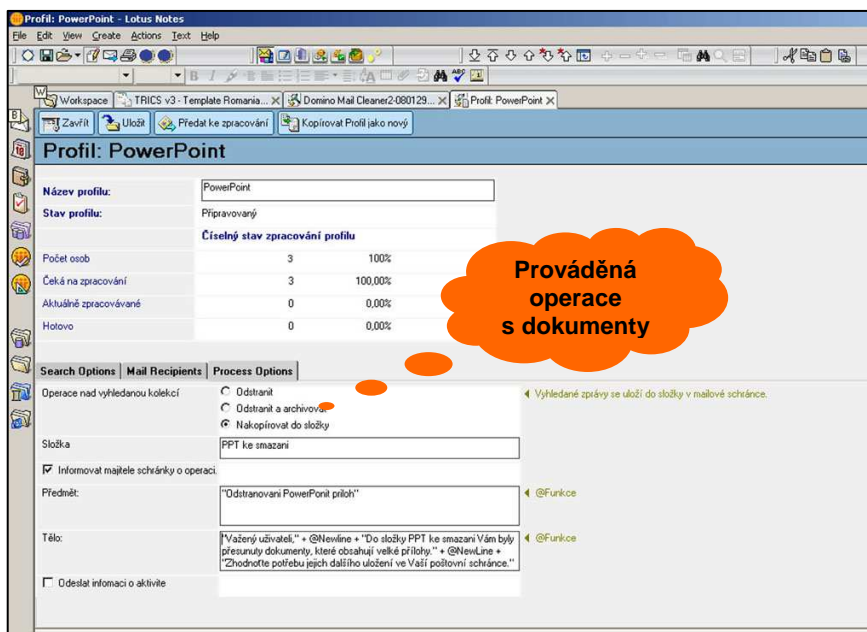 Profil: PowerPoint - Lotus Notes
File Edit View Create Actions Text Help
Workspace TRICS v3 - Template Romania... Domino Mail Cleaner2-080129... Profil: PowerPoint
Zavřít Uložit Předat ke zpracování Kopírovat Profil jako nový
Profil: PowerPoint
Název profilu: PowerPoint
Stav profilu: Připravovaný
Číselný stav zpracování profilu
Počet osob 3 100%
Čeká na zpracování 3 100,00%
Aktuálně zpracovávané 0 0,00%
Hotovo 0 0,00%
Prováděná
operace
s dokumenty
Search Options Mail Recipients Process Options
Operace nad vyhledanou kolekcí Odstranit Vyhledané zprávy se uloží do složky v mailové schránce.
Odstranit a archivovat
Nakopírovat do složky
Složka PPT ke smazani
Informovat majitele schránky o operaci.
Předmět: "Odstranovani PowerPonit priloh" @Funkce
Tělo: "Vážený uživateli," + @Newline + "Do složky PPT ke smazani Vám byly @Funkce
přesunuty dokumenty, které obsahují velké přílohy." + @NewLine +
"Zhodnoťte potřebu jejich dalšího uložení ve Vaší poštovní schránce."
Odeslat infomaci o aktivite